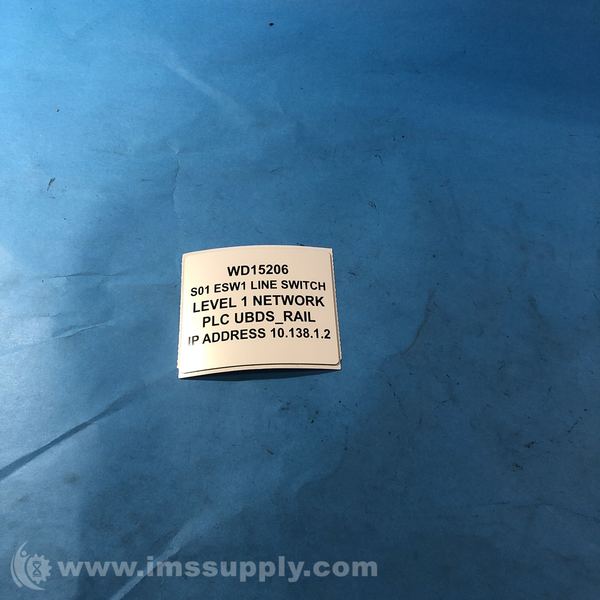 WD15206
S01 ESW1 LINE SWITCH
LEVEL 1 NETWORK
PLC UBDS_RAIL
IP ADDRESS 10.138.1.2
www.imssupply.com